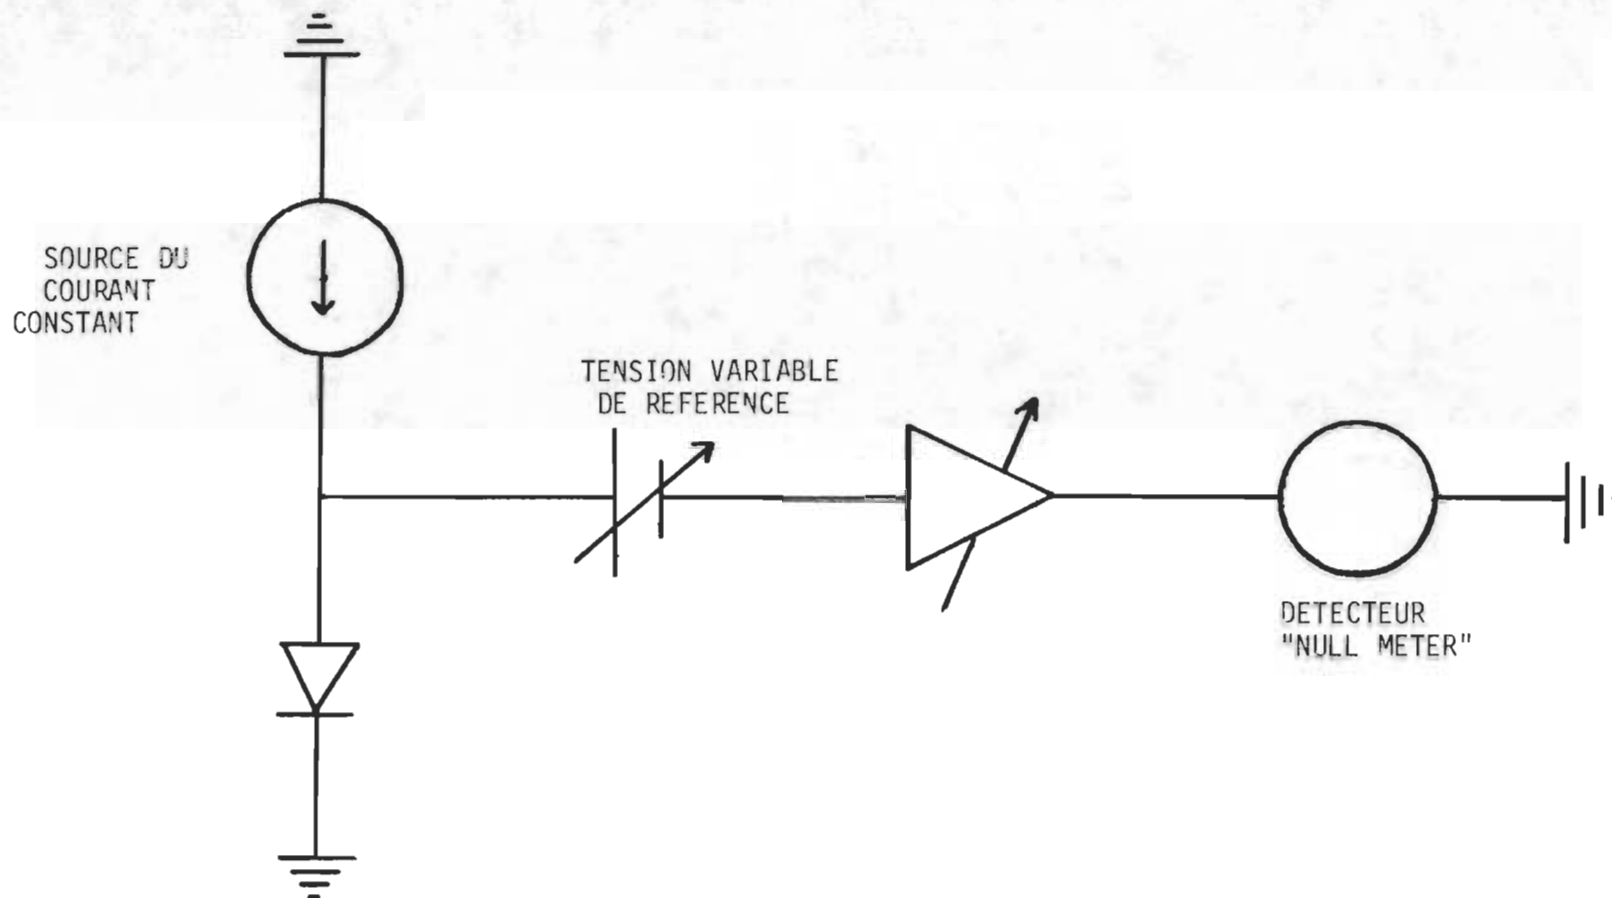 SOURCE DU
COURANT
CONSTANT
TENSION VARIABLE
DE REFERENCE
DETECTEUR
"NULL METER"